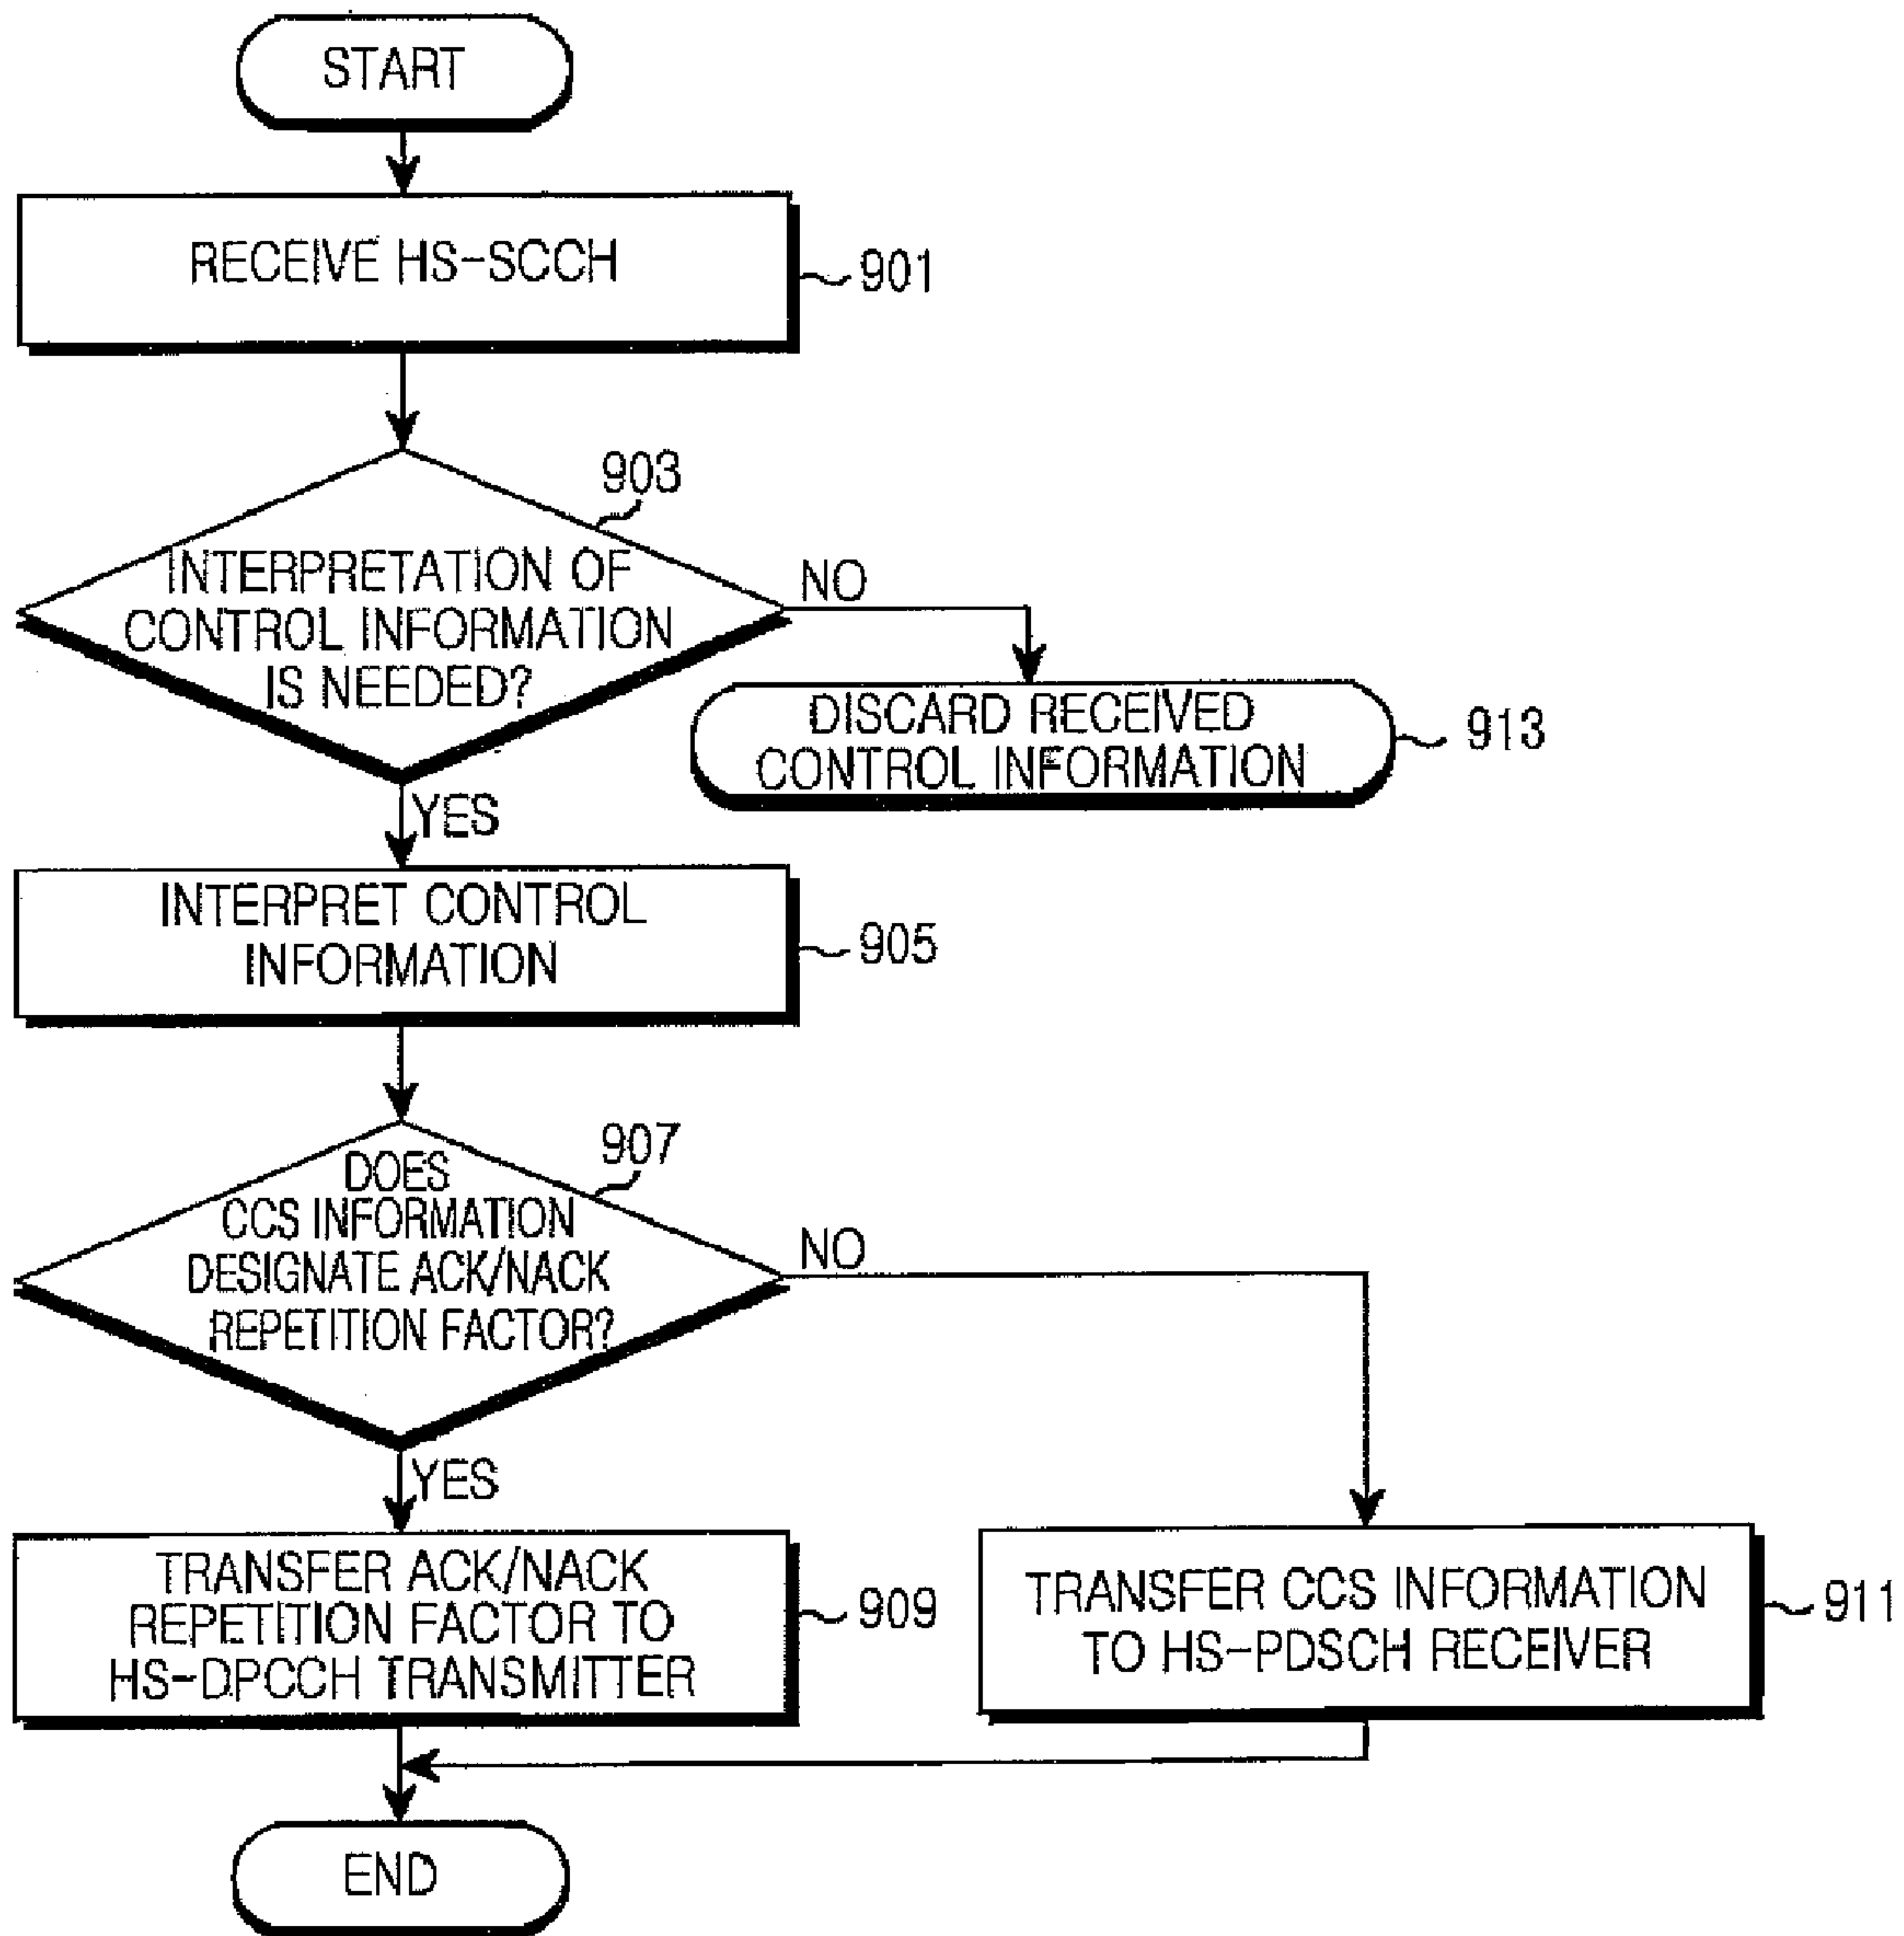 START
RECEIVE HS-SCCH
901
903
INTERPRETATION OF
CONTROL INFORMATION
IS NEEDED?
NO
DISCARD RECEIVED
CONTROL INFORMATION
913
YES
INTERPRET CONTROL
INFORMATION
905
907
DOES
CCS INFORMATION
DESIGNATE ACK/NACK
REPETITION FACTOR?
NO
YES
TRANSFER ACK/NACK
REPETITION FACTOR TO
HS-DPCCH TRANSMITTER
909
TRANSFER CCS INFORMATION
TO HS-PDSCH RECEIVER
911
END